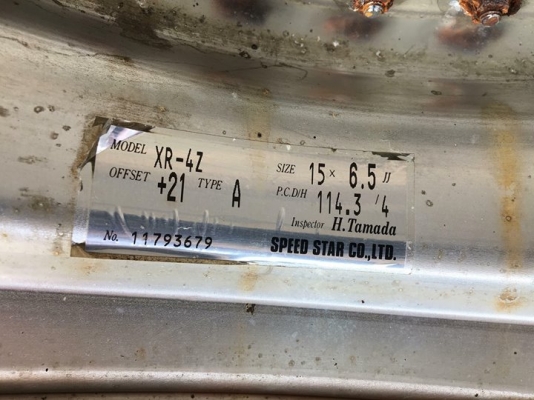 MODEL XR-4Z SIZE 15× 6.5 JJ
OFFSET +21 TYPE A P.C.D/H 114.3 /4
Inspector H.Tamada
No. 11793679 SPEED STAR CO.,LTD.